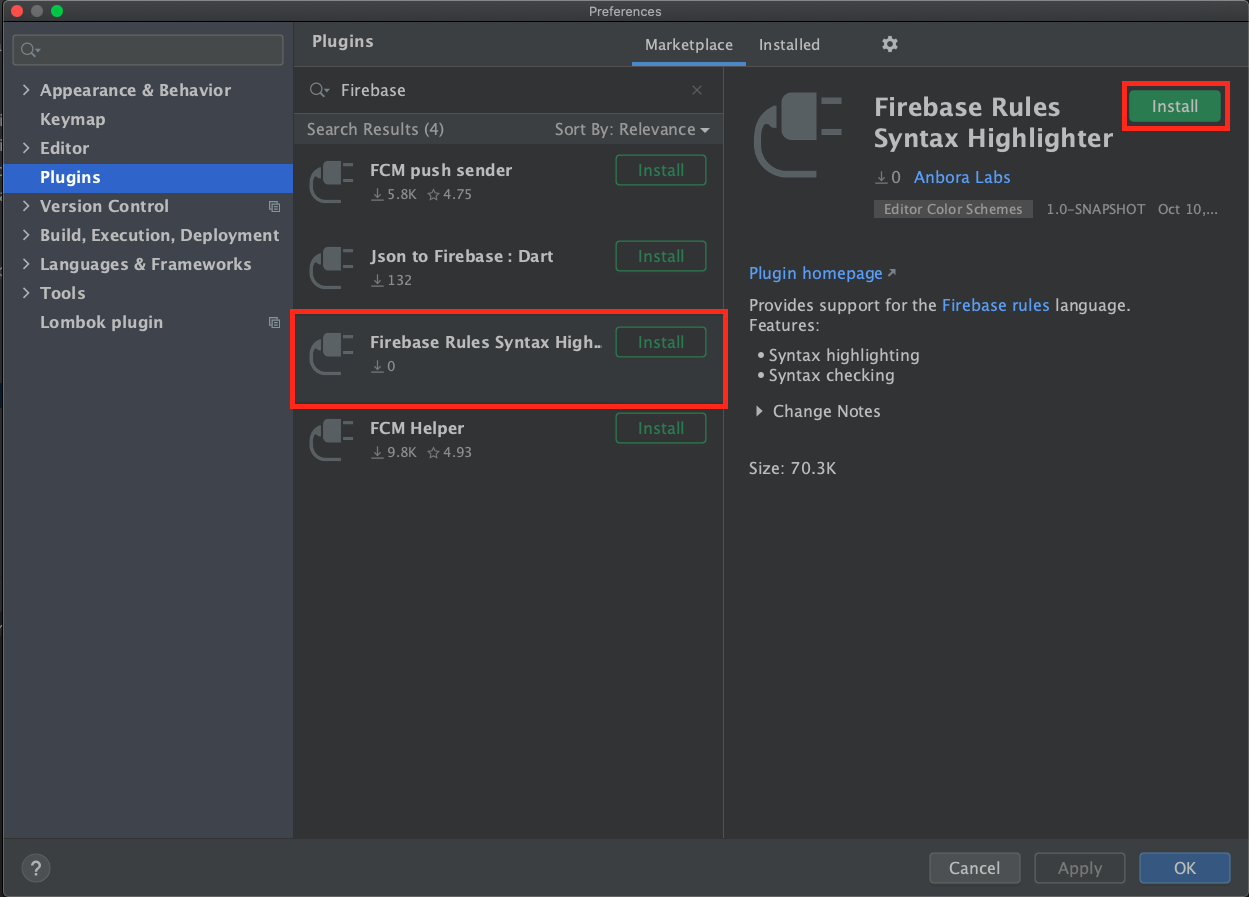 Preferences
Appearance & Behavior
Keymap
Editor
Plugins
Version Control
Build, Execution, Deployment
Languages & Frameworks
Tools
Lombok plugin
Plugins
Marketplace
Installed
Firebase
Search Results (4)
Sort By: Relevance
FCM push sender
Install
5.8K 4.75
Json to Firebase : Dart
Install
132
Firebase Rules Syntax High..
Install
0
FCM Helper
Install
9.8K 4.93
Firebase Rules
Syntax Highlighter
Install
0 Anbora Labs
Editor Color Schemes 1.0-SNAPSHOT Oct 10,...
Plugin homepage
Provides support for the Firebase rules language.
Features:
• Syntax highlighting
• Syntax checking
Change Notes
Size: 70.3K
?
Cancel
Apply
OK